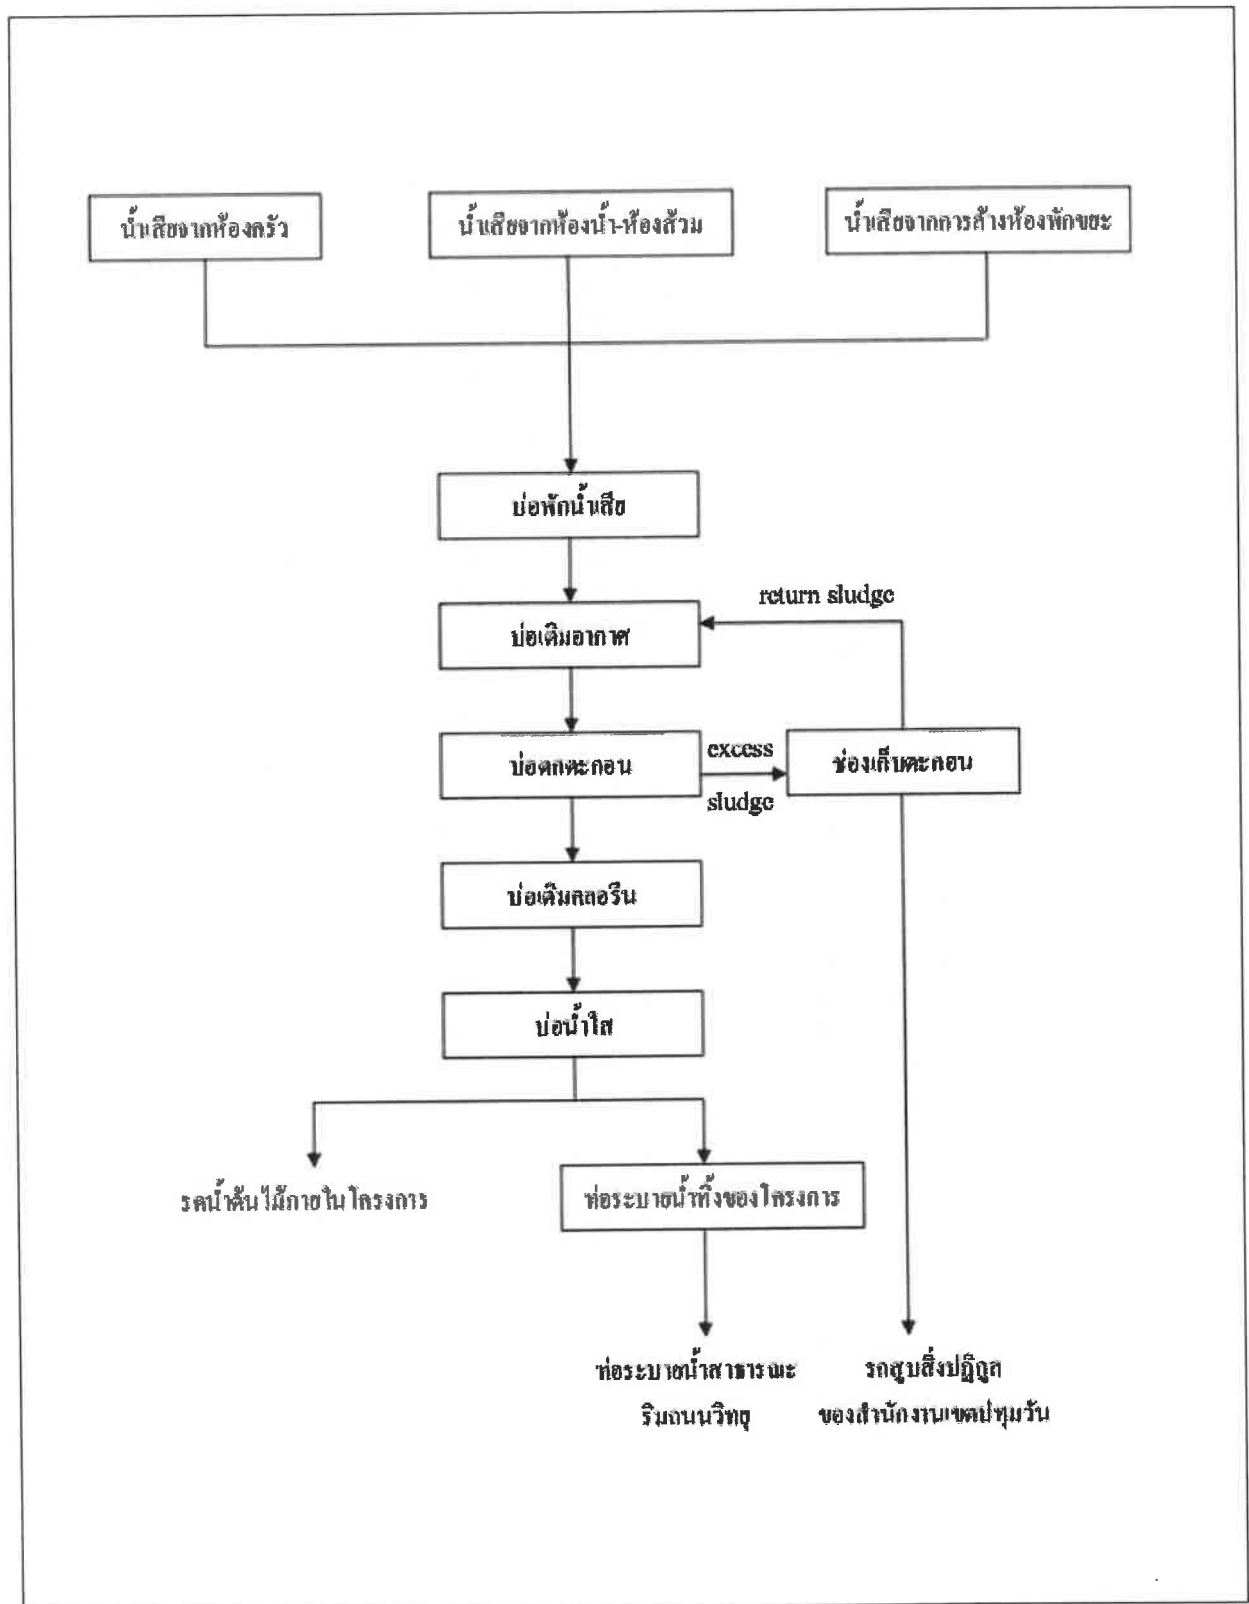 น้ำเสียจากห้องครัว
น้ำเสียจากห้องน้ำ-ห้องส้วม
น้ำเสียจากการล้างห้องพักขยะ
บ่อพักน้ำเสีย
return sludge
บ่อเติมอากาศ
บ่อตกตะกอน
excess
sludge
ช่องเก็บตะกอน
บ่อเติมคลอรีน
บ่อน้ำใส
รดน้ำต้นไม้ภายในโครงการ
ท่อระบายน้ำทิ้งของโครงการ
ท่อระบายน้ำสาธารณะ
ริมถนนวิทยุ
รถสูบสิ่งปฏิกูล
ของสำนักงานเขตปทุมวัน